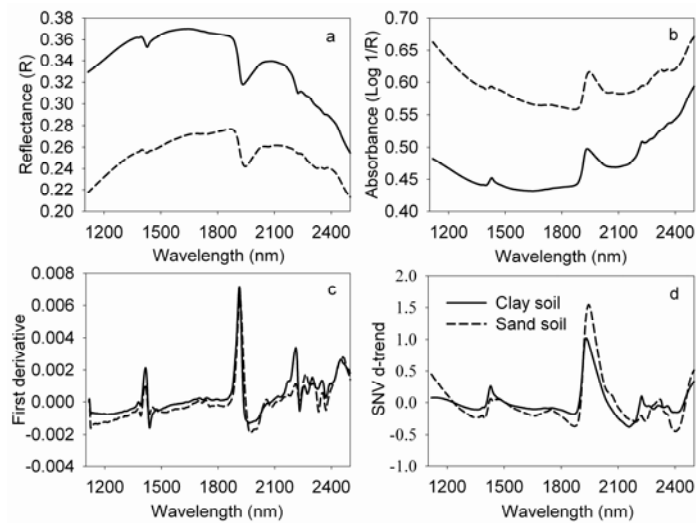 a
Reflectance (R)
0.38
0.36
0.34
0.32
0.30
0.28
0.26
0.24
0.22
0.20
1200 1500 1800 2100 2400
Wavelength (nm)
b
Absorbance (Log 1/R)
0.70
0.65
0.60
0.55
0.50
0.45
0.40
1200 1500 1800 2100 2400
Wavelength (nm)
c
First derivative
0.008
0.006
0.004
0.002
0.000
-0.002
-0.004
1200 1500 1800 2100 2400
Wavelength (nm)
d
SNV d-trend
2.0
1.5
1.0
0.5
0.0
-0.5
-1.0
Clay soil
Sand soil
1200 1500 1800 2100 2400
Wavelength (nm)